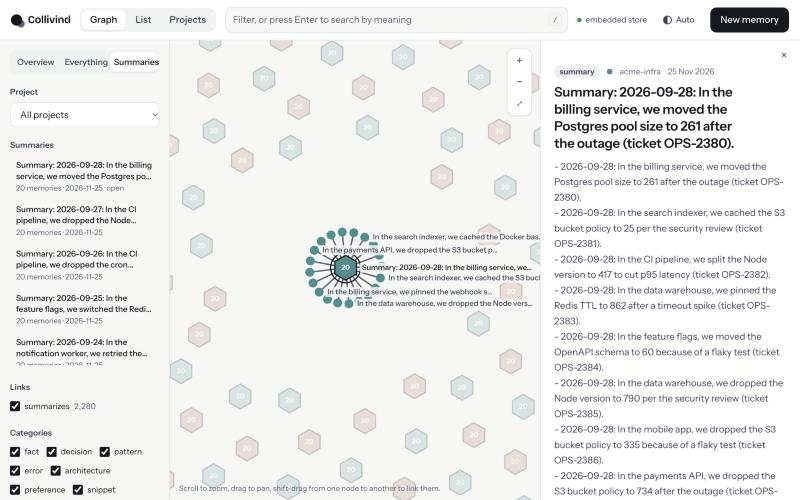 Collivind
Graph
List
Projects
Filter, or press Enter to search by meaning
/
embedded store
Auto
New memory
Overview
Everything
Summaries
Project
All projects
Summaries
Summary: 2026-09-28: In the billing
service, we moved the Postgres po...
20 memories · 2026-11-25 · open
Summary: 2026-09-27: In the CI
pipeline, we dropped the Node...
20 memories · 2026-11-25
Summary: 2026-09-26: In the CI
pipeline, we dropped the cron...
20 memories · 2026-11-25
Summary: 2026-09-25: In the
feature flags, we switched the Redi...
20 memories · 2026-11-25
Summary: 2026-09-24: In the
notification worker, we retried the...
20 memories · 2026-11-25
Links
summarizes 2,280
Categories
fact
decision
pattern
error
architecture
preference
snippet
+
−
In the search indexer, we cached the Docker bas.
In the payments API, we dropped the S3 bucket p...
20
Summary: 2026-09-28: In the billing service, we...
In the search indexer, we cached the S3 buck
In the billing service, we pinned the webhook s...
In the data warehouse, we dropped the Node vers...
Scroll to zoom, drag to pan, shift-drag from one node to another to link them.
×
summary
acme-infra
25 Nov 2026
Summary: 2026-09-28: In the
billing service, we moved the
Postgres pool size to 261 after
the outage (ticket OPS-2380).
- 2026-09-28: In the billing service, we moved the
Postgres pool size to 261 after the outage (ticket OPS-
2380).
- 2026-09-28: In the search indexer, we cached the S3
bucket policy to 25 per the security review (ticket
OPS-2381).
- 2026-09-28: In the CI pipeline, we split the Node
version to 417 to cut p95 latency (ticket OPS-2382).
- 2026-09-28: In the data warehouse, we pinned the
Redis TTL to 862 after a timeout spike (ticket OPS-
2383).
- 2026-09-28: In the feature flags, we moved the
OpenAPI schema to 60 because of a flaky test (ticket
OPS-2384).
- 2026-09-28: In the data warehouse, we dropped the
Node version to 790 per the security review (ticket
OPS-2385).
- 2026-09-28: In the mobile app, we dropped the S3
bucket policy to 335 because of a flaky test (ticket
OPS-2386).
- 2026-09-28: In the payments API, we dropped the
S3 bucket policy to 734 after the outage (ticket OPS-